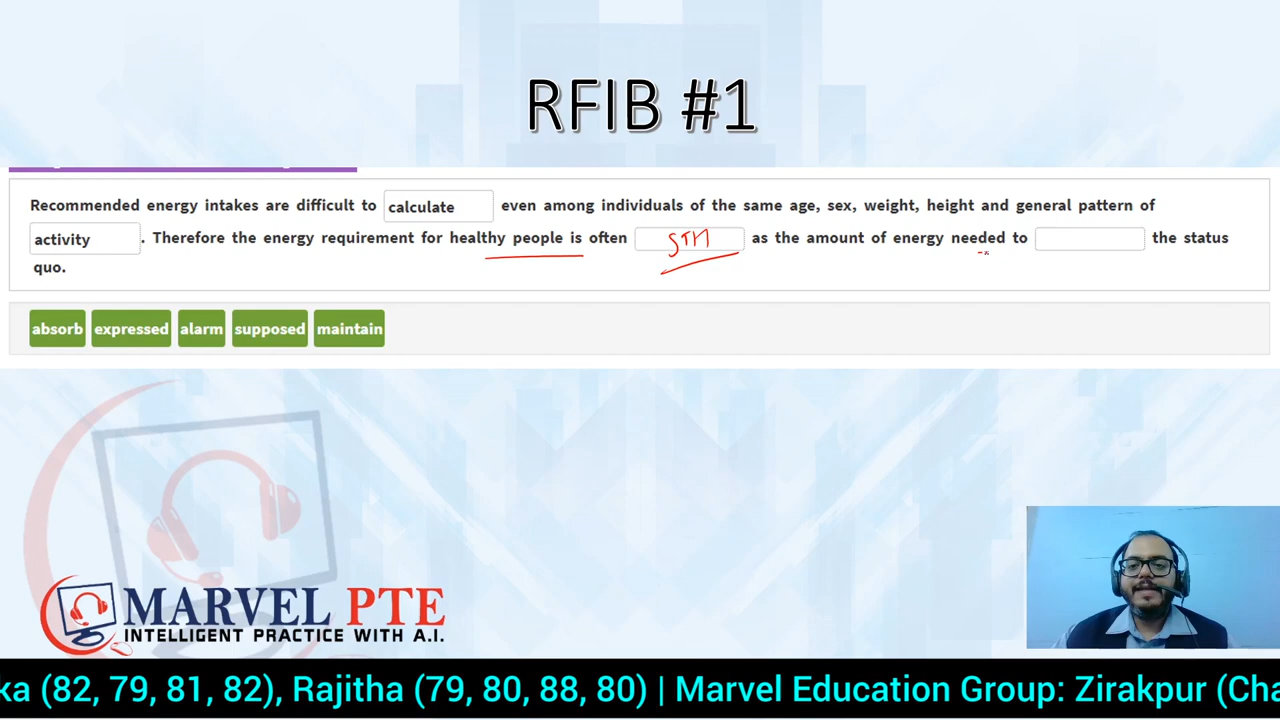 RFIB #1
Recommended energy intakes are difficult to calculate even among individuals of the same age, sex, weight, height and general pattern of
activity . Therefore the energy requirement for healthy people is often STH as the amount of energy needed to the status
quo.
absorb expressed alarm supposed maintain
MARVEL PTE
INTELLIGENT PRACTICE WITH A.I.
ka (82, 79, 81, 82), Rajitha (79, 80, 88, 80) | Marvel Education Group: Zirakpur (Cha